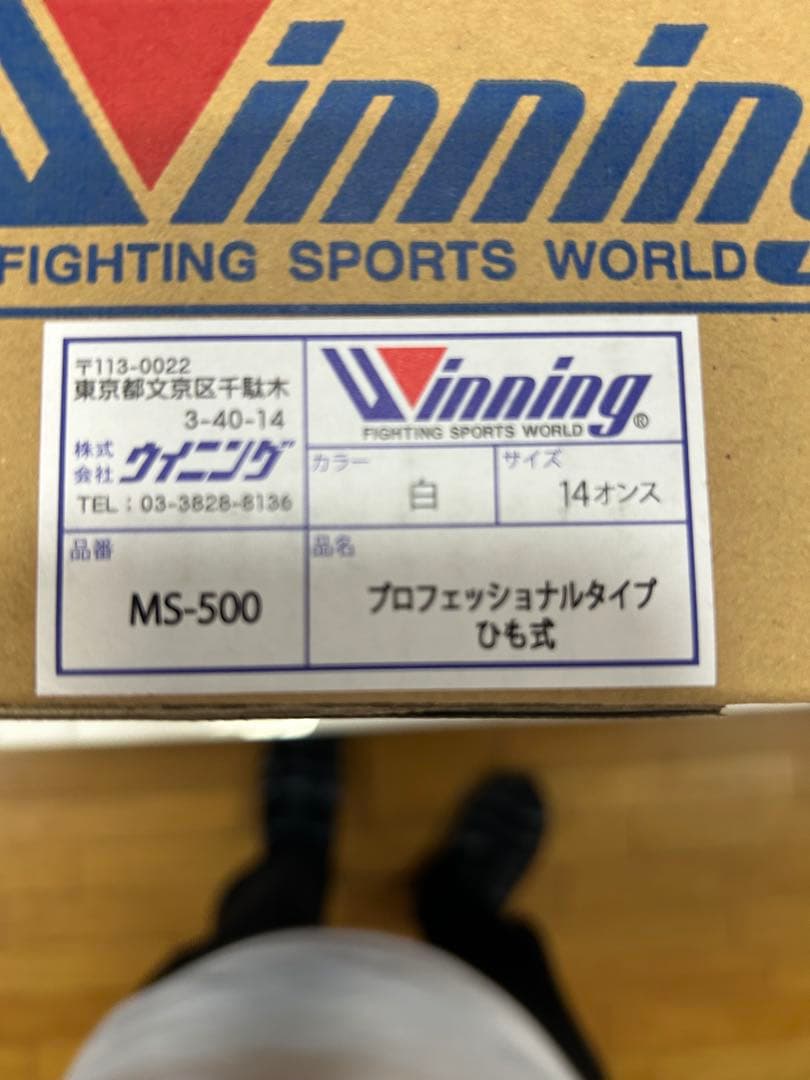 Winning
FIGHTING SPORTS WORLD
〒113-0022
東京都文京区千駄木
3-40-14
株式会社 ウイニング
TEL：03-3828-8136
Winning®
FIGHTING SPORTS WORLD
カラー
白
サイズ
14オンス
品番
MS-500
品名
プロフェッショナルタイプ
ひも式